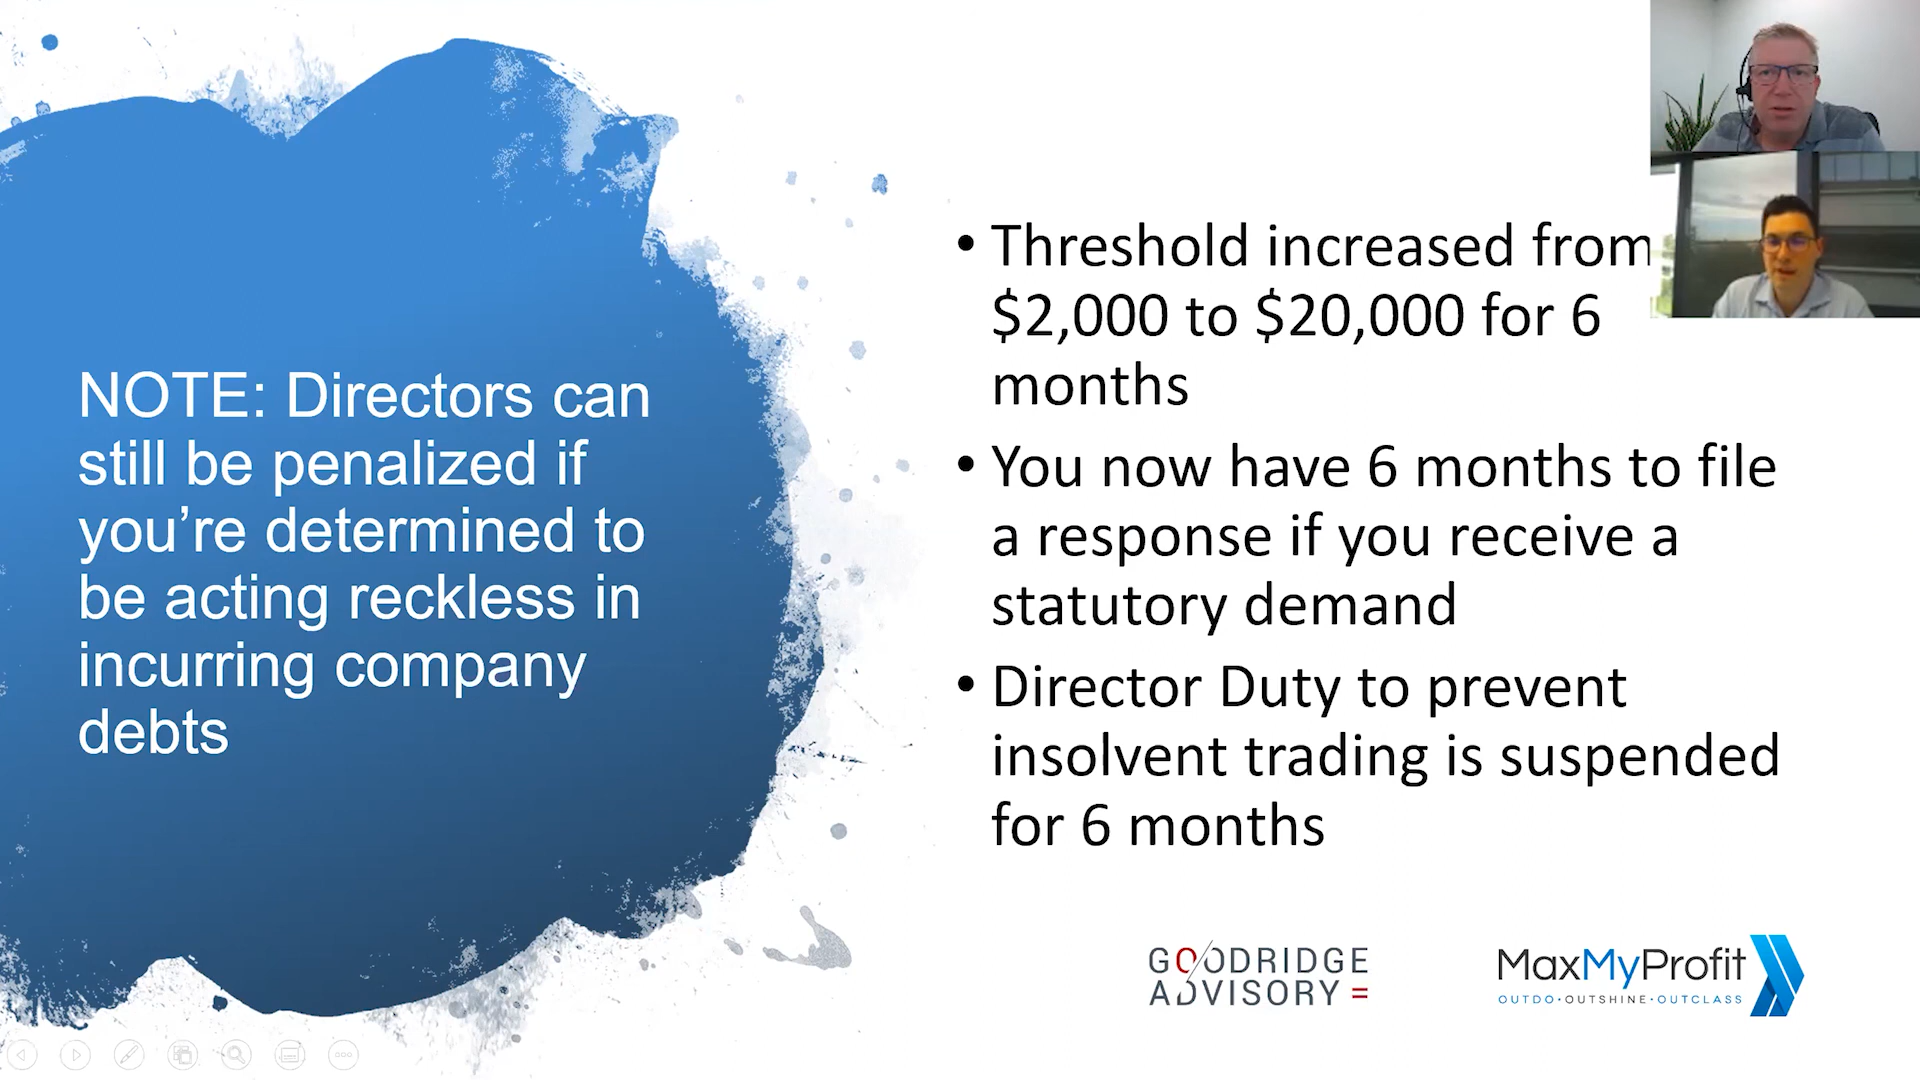 NOTE: Directors can
still be penalized if
you’re determined to
be acting reckless in
incurring company
debts
• Threshold increased from
$2,000 to $20,000 for 6
months
• You now have 6 months to file
a response if you receive a
statutory demand
• Director Duty to prevent
insolvent trading is suspended
for 6 months
GOODRIDGE
ADVISORY
MaxMyProfit
OUTDO·OUTSHINE·OUTCLASS